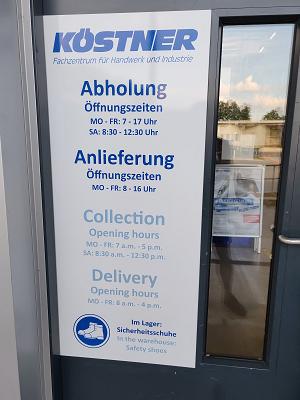 KÖSTNER
Fachzentrum für Handwerk und Industrie
Abholung
Öffnungszeiten
MO - FR: 7 - 17 Uhr
SA: 8:30 - 12:30 Uhr
Anlieferung
Öffnungszeiten
MO - FR: 8 - 16 Uhr
Collection
Opening hours
MO - FR: 7 a.m. - 5 p.m.
SA: 8:30 a.m. - 12:30 p.m.
Delivery
Opening hours
MO - FR: 8 a.m. - 4 p.m.
Im Lager:
Sicherheitsschuhe
In the warehouse:
Safety shoes